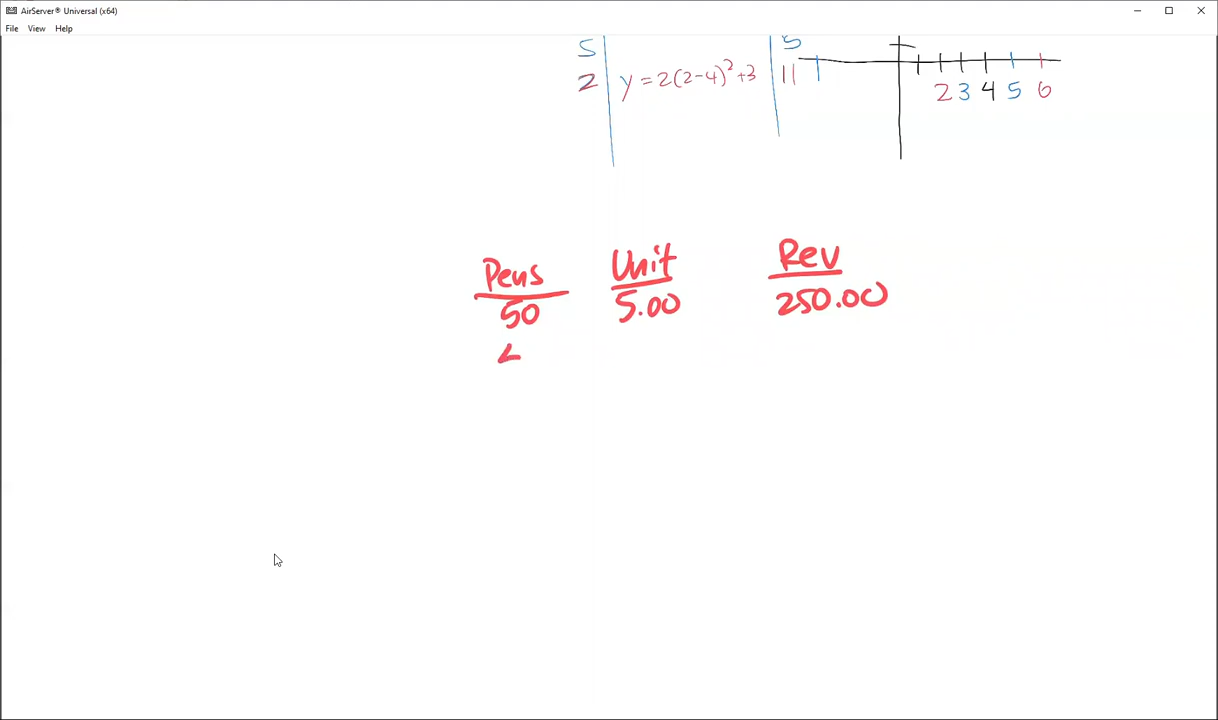 AirServer® Universal (x64)
File View Help
5 5
2 y = 2(2-4)²+3 11
2 3 4 5 6
Pens Unit Rev
50 5.00 250.00